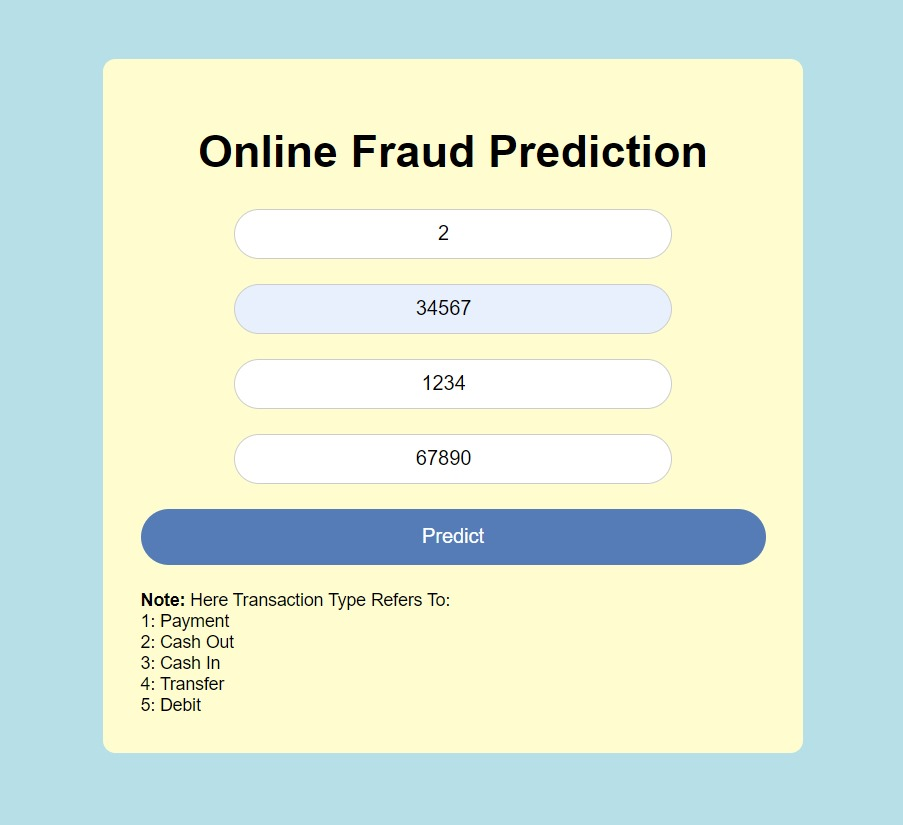 Online Fraud Prediction
2
34567
1234
67890
Predict
Note: Here Transaction Type Refers To:
1: Payment
2: Cash Out
3: Cash In
4: Transfer
5: Debit